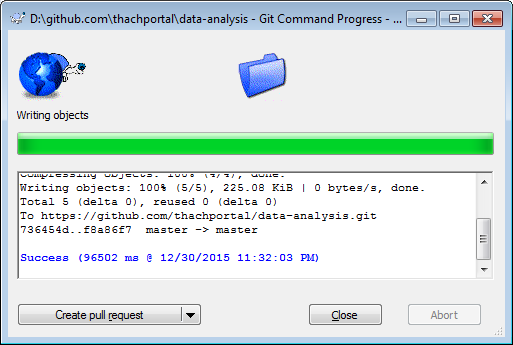 D:\github.com\thachportal\data-analysis - Git Command Progress - ...
Writing objects
Compressing objects: 100% (4/4), done.
Writing objects: 100% (5/5), 225.08 KiB | 0 bytes/s, done.
Total 5 (delta 0), reused 0 (delta 0)
To https://github.com/thachportal/data-analysis.git
736454d..f8a86f7  master -> master
Success (96502 ms @ 12/30/2015 11:32:03 PM)
Create pull request
Close
Abort